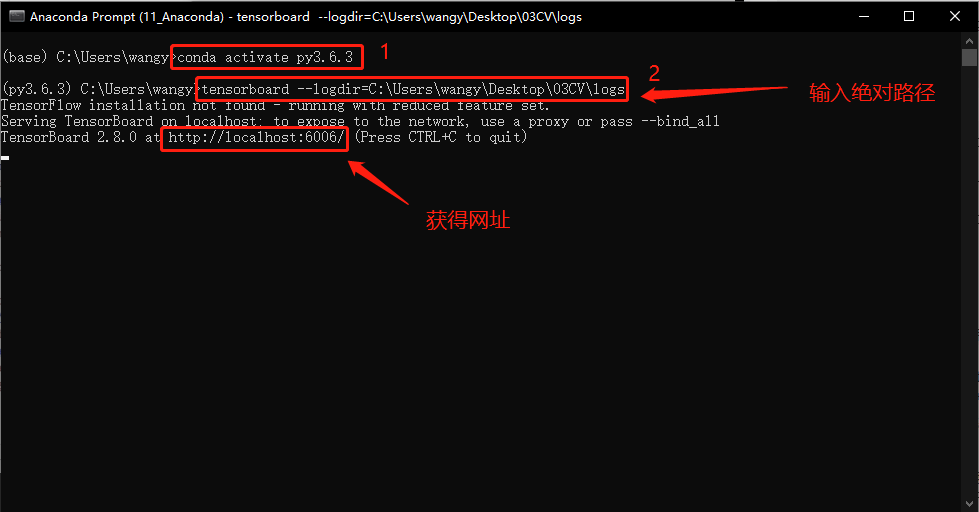 Anaconda Prompt (11_Anaconda) - tensorboard  --logdir=C:\Users\wangy\Desktop\03CV\logs
(base) C:\Users\wangy>conda activate py3.6.3
1
2
(py3.6.3) C:\Users\wangy>tensorboard --logdir=C:\Users\wangy\Desktop\03CV\logs
输入绝对路径
TensorFlow installation not found - running with reduced feature set.
Serving TensorBoard on localhost; to expose to the network, use a proxy or pass --bind_all
TensorBoard 2.8.0 at http://localhost:6006/ (Press CTRL+C to quit)
获得网址